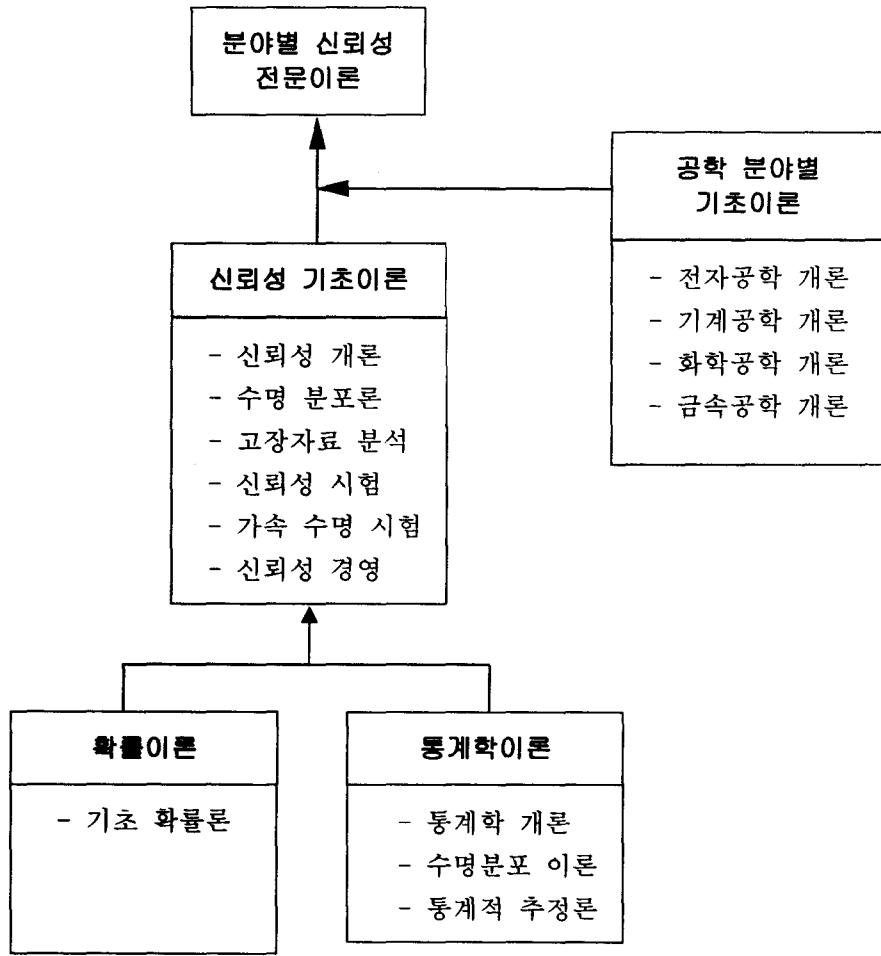 분야별 신뢰성
전문이론
공학 분야별
기초이론
- 전자공학 개론
- 기계공학 개론
- 화학공학 개론
- 금속공학 개론
신뢰성 기초이론
- 신뢰성 개론
- 수명 분포론
- 고장자료 분석
- 신뢰성 시험
- 가속 수명 시험
- 신뢰성 경영
확률이론
- 기초 확률론
통계학이론
- 통계학 개론
- 수명분포 이론
- 통계적 추정론